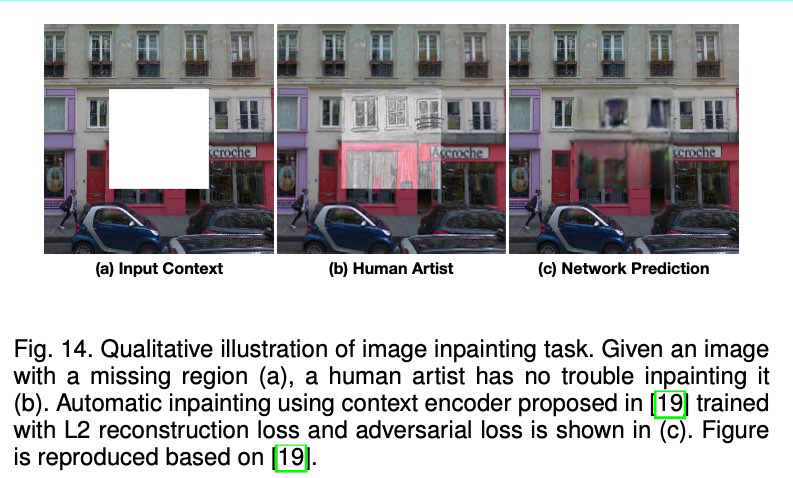 Accroche
ccroche
(a) Input Context
(b) Human Artist
(c) Network Prediction
Fig. 14. Qualitative illustration of image inpainting task. Given an image
with a missing region (a), a human artist has no trouble inpainting it
(b). Automatic inpainting using context encoder proposed in [19] trained
with L2 reconstruction loss and adversarial loss is shown in (c). Figure
is reproduced based on [19].